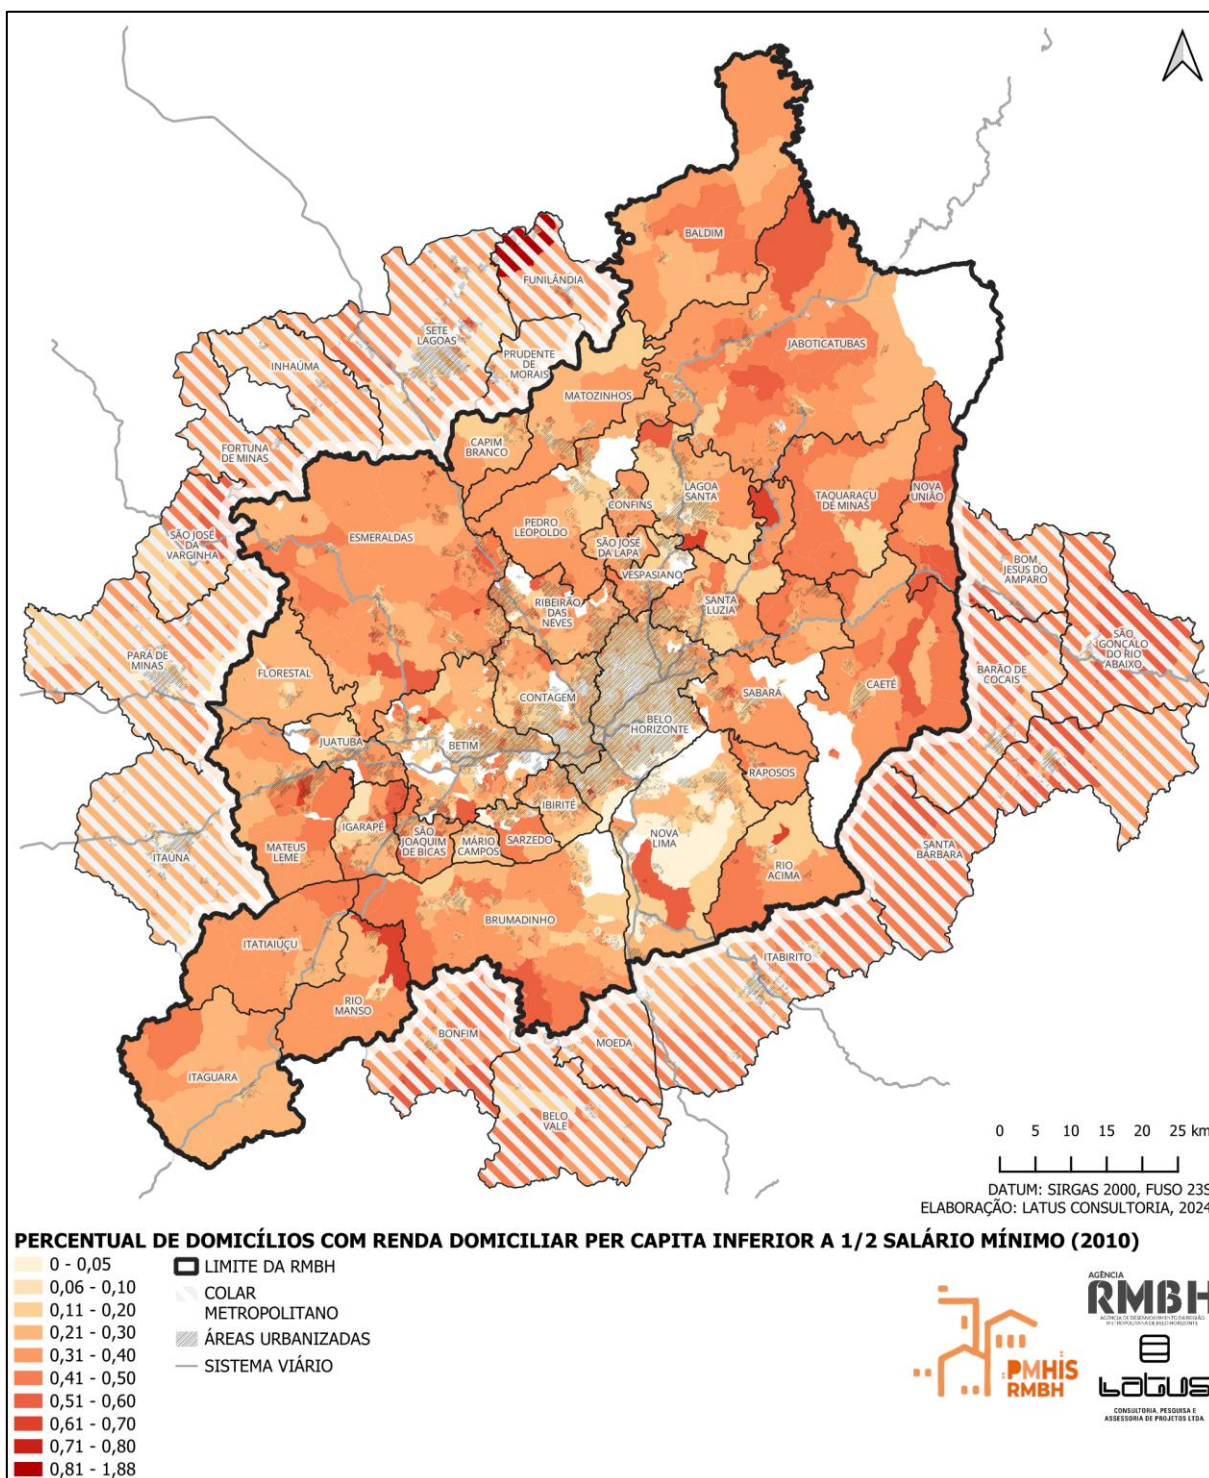 BALDIM
FUNILÂNDIA
SETE
LAGOAS
PRUDENTE
DE
MORAIS
JABOTICATUBAS
INHAÚMA
MATOZINHOS
FORTUNA
DE MINAS
CAPIM
BRANCO
LAGOA
SANTA
TAQUARAÇU
DE MINAS
NOVA
UNIÃO
CONFINS
PEDRO
LEOPOLDO
SÃO JOSÉ
DA
VARGINHA
ESMERALDAS
SÃO JOSÉ
DA LAPA
BOM
JESUS DO
AMPARO
VESPASIANO
RIBEIRÃO
DAS
NEVES
SANTA
LUZIA
SÃO
GONÇALO
DO RIO
ABAIXO
PARÁ DE
MINAS
FLORESTAL
BARÃO DE
COCAIS
CONTAGEM
SABARÁ
CAETÉ
BELO
HORIZONTE
JUATUBA
BETIM
RAPOSOS
IBIRITÉ
IGARAPÉ
SÃO
JOAQUIM
DE BICAS
MÁRIO
CAMPOS
SARZEDO
NOVA
LIMA
MATEUS
LEME
ITAÚNA
SANTA
BÁRBARA
RIO
ACIMA
BRUMADINHO
ITATIAIUÇU
ITABIRITO
RIO
MANSO
BONFIM
MOEDA
ITAGUARA
BELO
VALE
0 5 10 15 20 25 km
DATUM: SIRGAS 2000, FUSO 23S
ELABORAÇÃO: LATUS CONSULTORIA, 2024
PERCENTUAL DE DOMICÍLIOS COM RENDA DOMICILIAR PER CAPITA INFERIOR A 1/2 SALÁRIO MÍNIMO (2010)
0 - 0,05
0,06 - 0,10
0,11 - 0,20
0,21 - 0,30
0,31 - 0,40
0,41 - 0,50
0,51 - 0,60
0,61 - 0,70
0,71 - 0,80
0,81 - 1,88
LIMITE DA RMBH
COLAR
METROPOLITANO
ÁREAS URBANIZADAS
SISTEMA VIÁRIO
PMHIS
RMBH
AGÊNCIA
RMBH
AGÊNCIA DE DESENVOLVIMENTO DA REGIÃO
METROPOLITANA DE BELO HORIZONTE
Latus
CONSULTORIA, PESQUISA E
ASSESSORIA DE PROJETOS LTDA.